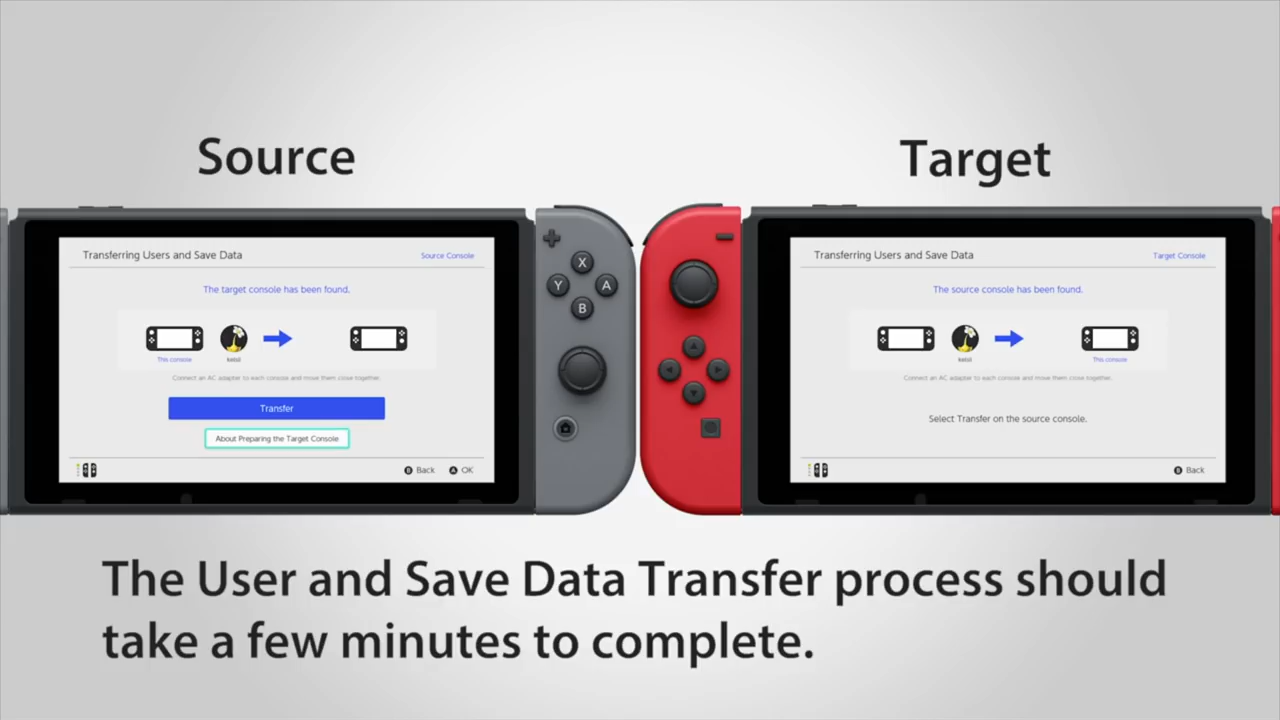 Source
Target
Transferring Users and Save Data
Source Console
The target console has been found.
This console
Connect an AC adapter to each console and move them close together.
Transfer
About Preparing the Target Console
B Back
A OK
X
Y
A
B
Transferring Users and Save Data
Target Console
The source console has been found.
This console
Connect an AC adapter to each console and move them close together.
Select Transfer on the source console.
B Back
The User and Save Data Transfer process should
take a few minutes to complete.